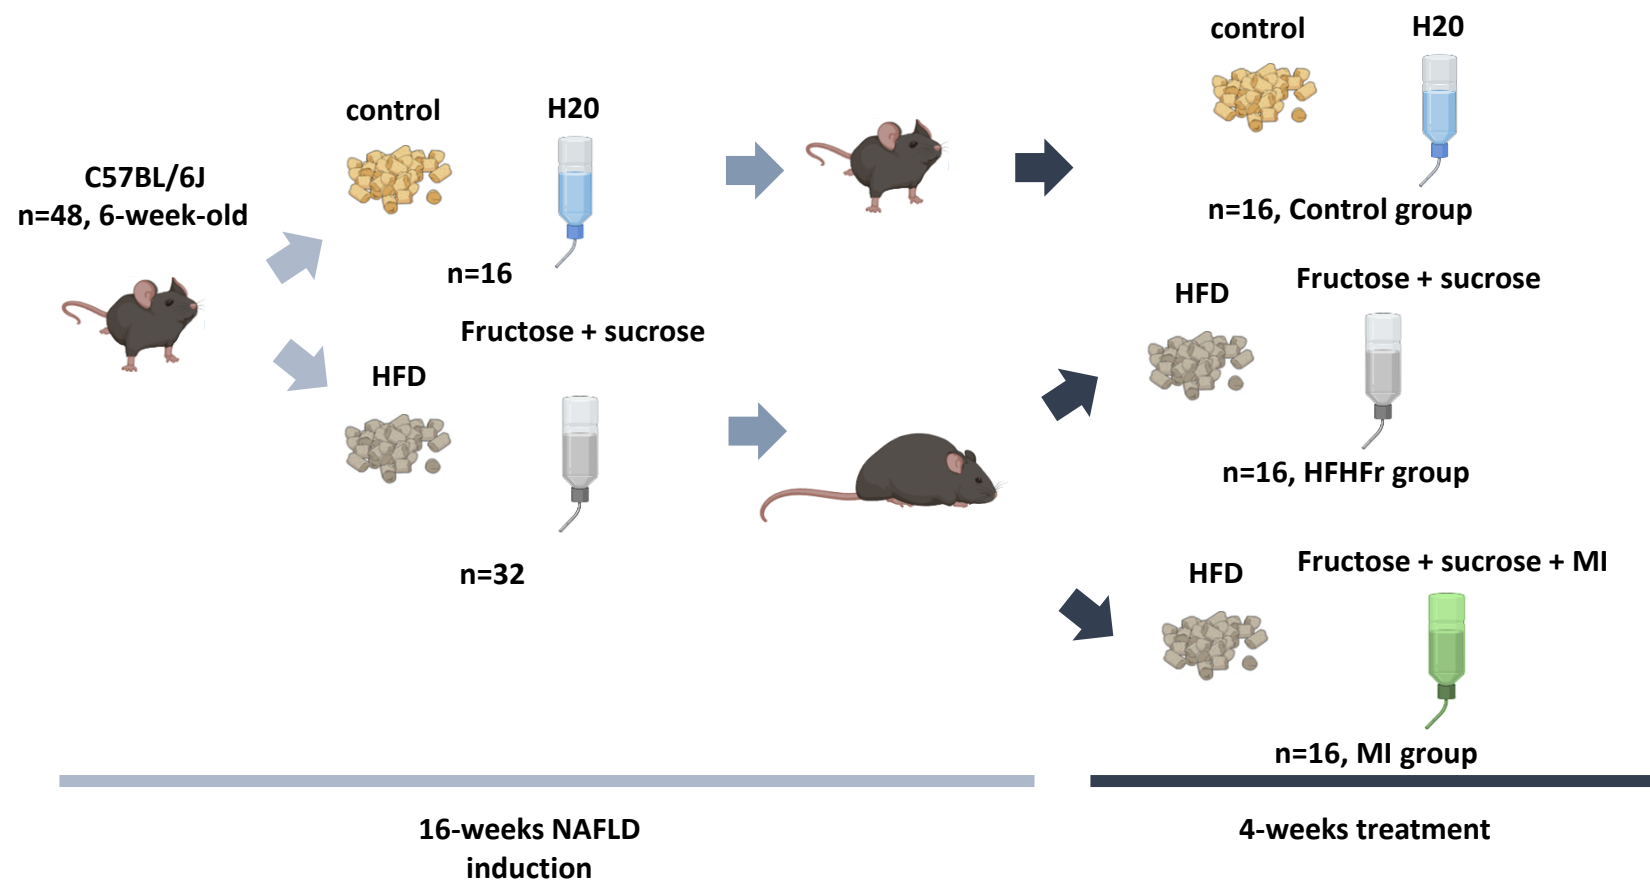 C57BL/6J
n=48, 6-week-old
control
H20
n=16
HFD
Fructose + sucrose
n=32
control
H20
n=16, Control group
HFD
Fructose + sucrose
n=16, HFHFr group
HFD
Fructose + sucrose + MI
n=16, MI group
16-weeks NAFLD
induction
4-weeks treatment